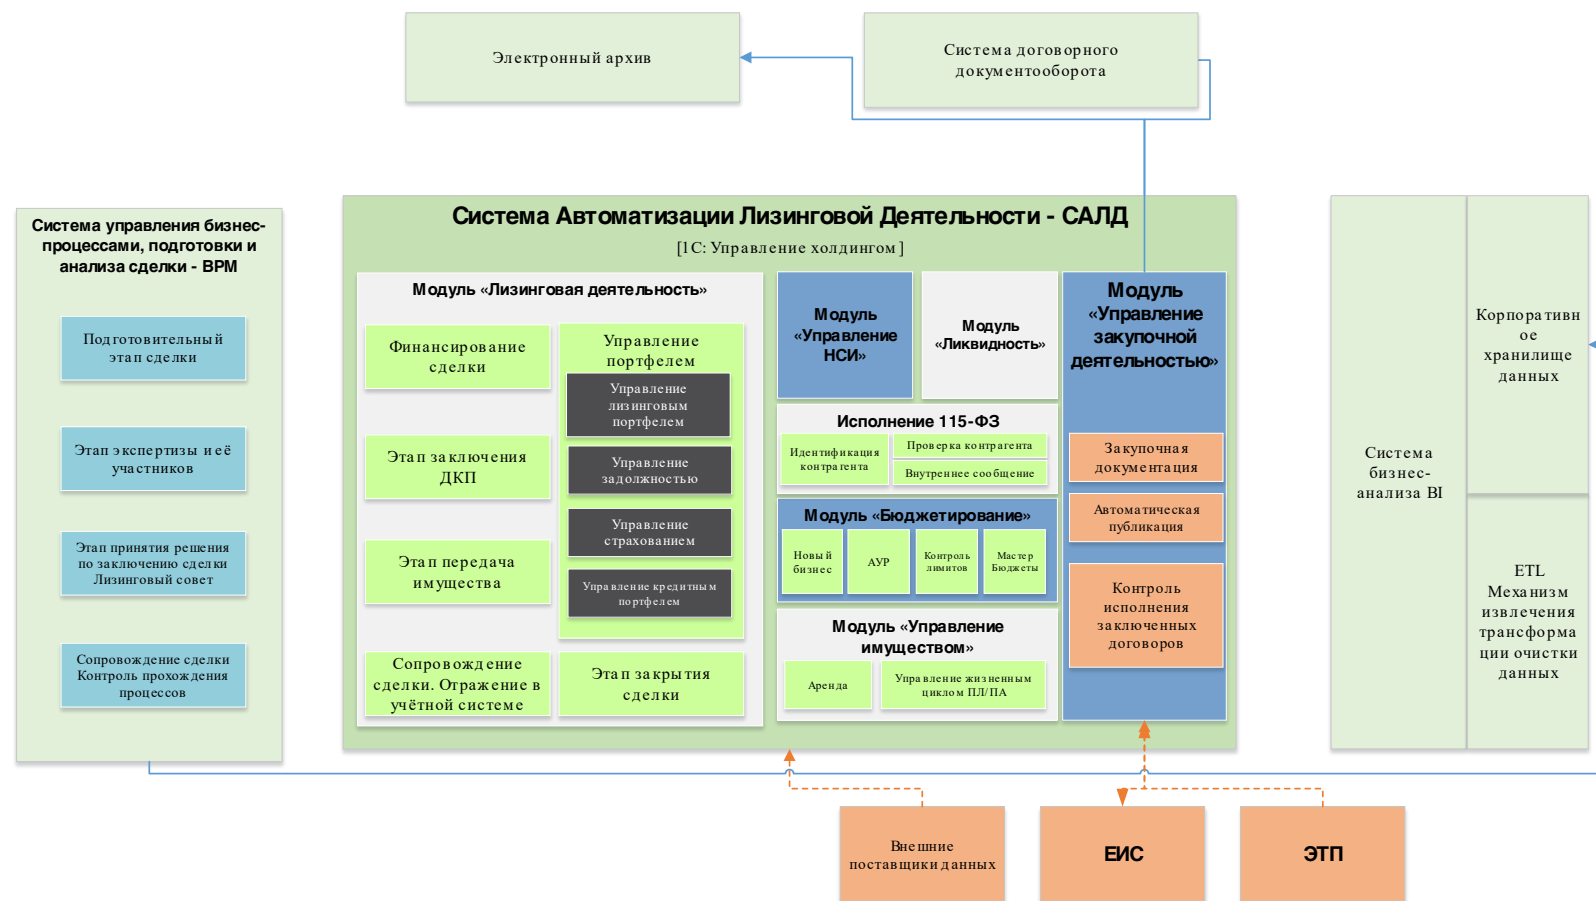 Электронный архив
Система договорного
документооборота
Система управления бизнес-
процессами, подготовки и
анализа сделки - BPM
Подготовительный
этап сделки
Этап экспертизы и её
участников
Этап принятия решения
по заключению сделки
Лизинговый совет
Сопровождение сделки
Контроль прохождения
процессов
Система Автоматизации Лизинговой Деятельности - САЛД
[1С: Управление холдингом]
Модуль «Лизинговая деятельность»
Финансирование
сделки
Этап заключения
ДКП
Этап передача
имущества
Сопровождение
сделки. Отражение в
учётной системе
Управление
портфелем
Управление
лизинговым
портфелем
Управление
задолжностью
Управление
страхованием
Управление кредитным
портфелем
Этап закрытия
сделки
Модуль
«Управление
НСИ»
Модуль
«Ликвидность»
Исполнение 115-ФЗ
Идентификация
контрагента
Проверка контрагента
Внутреннее сообщение
Модуль «Бюджетирование»
Новый
бизнес
АУР
Контроль
лимитов
Мастер
Бюджеты
Модуль «Управление
имуществом»
Аренда
Управление жизненным
циклом ПЛ/ПА
Модуль
«Управление
закупочной
деятельностью»
Закупочная
документация
Автоматическая
публикация
Контроль
исполнения
заключенных
договоров
Система
бизнес-
анализа BI
Корпоративн
ое
хранилище
данных
ETL
Механизм
извлечения
трансформа
ции очистки
данных
Внешние
поставщики данных
ЕИС
ЭТП